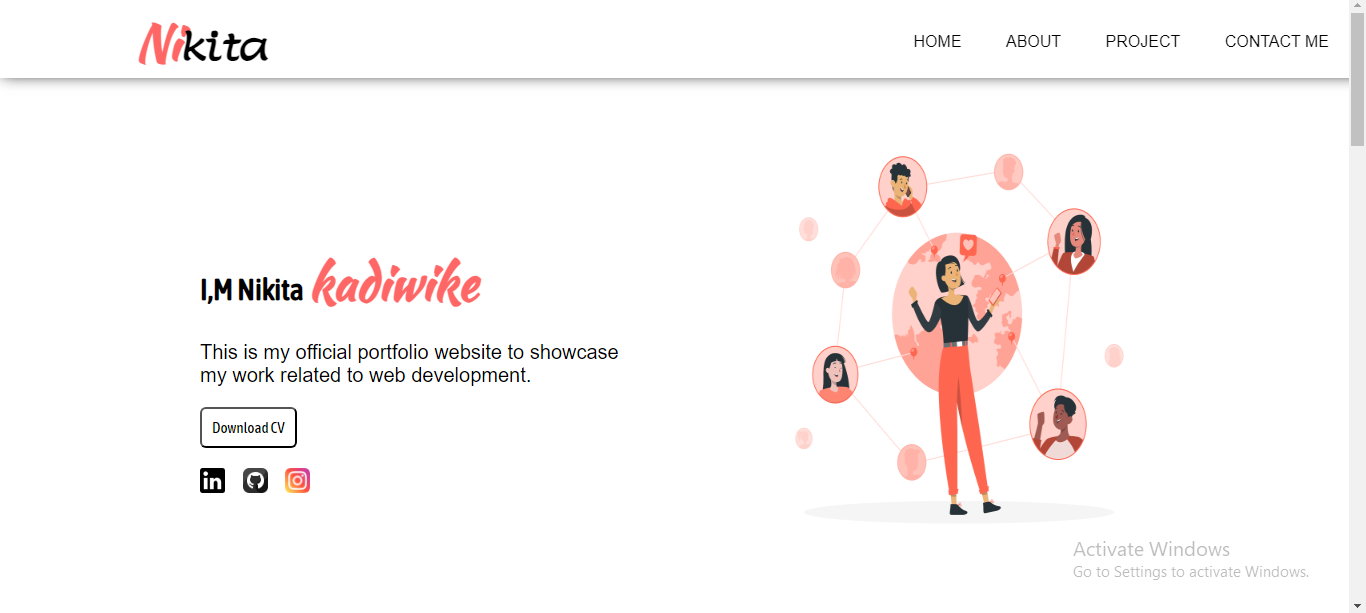 Nikita
HOME ABOUT PROJECT CONTACT ME
I,M Nikita kadiwike
This is my official portfolio website to showcase
my work related to web development.
Download CV
in
Activate Windows
Go to Settings to activate Windows.